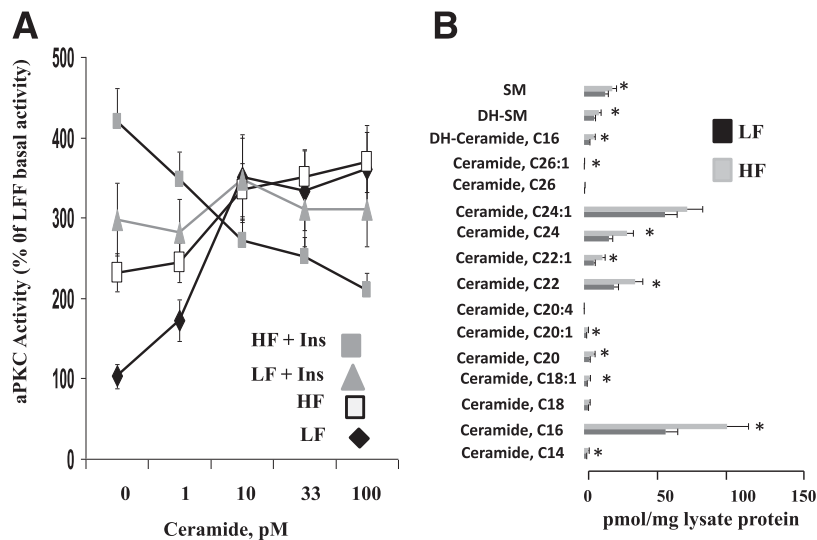 A
aPKC Activity (% 0f LFF basal activity)
500
400
300
200
100
0
0 1 10 33 100
Ceramide, pM
HF + Ins
LF + Ins
HF
LF
B
SM *
DH-SM *
DH-Ceramide, C16 *
Ceramide, C26:1 *
Ceramide, C26
Ceramide, C24:1
Ceramide, C24 *
Ceramide, C22:1 *
Ceramide, C22 *
Ceramide, C20:4
Ceramide, C20:1 *
Ceramide, C20 *
Ceramide, C18:1 *
Ceramide, C18
Ceramide, C16 *
Ceramide, C14 *
LF
HF
0 50 100 150
pmol/mg lysate protein